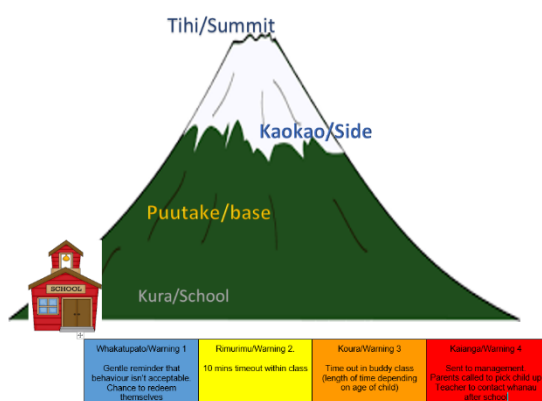 Tihi/Summit
Kaokao/Side
Puutake/base
SCHOOL
Kura/School
Whakatupato/Warning 1
Gentle reminder that
behaviour isn't acceptable.
Chance to redeem
themselves
Rimurimu/Warning 2.
10 mins timeout within class
Koura/Warning 3
Time out in buddy class
(length of time depending
on age of child)
Kaianga/Warning 4
Sent to management.
Parents called to pick child up
Teacher to contact whanau
after school